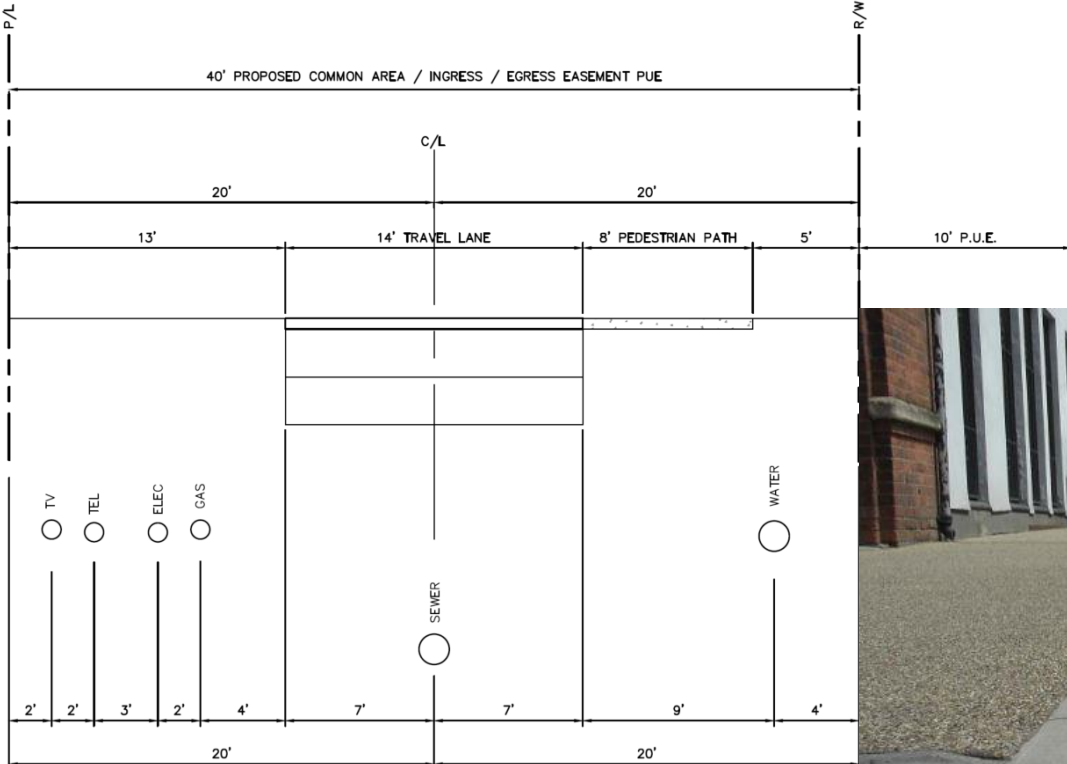 P/L
R/W
40' PROPOSED COMMON AREA / INGRESS / EGRESS EASEMENT PUE
C/L
20'
20'
13'
14' TRAVEL LANE
8' PEDESTRIAN PATH
5'
10' P.U.E.
TV
TEL
ELEC
GAS
WATER
SEWER
2'
2'
3'
2'
4'
7'
7'
9'
4'
20'
20'